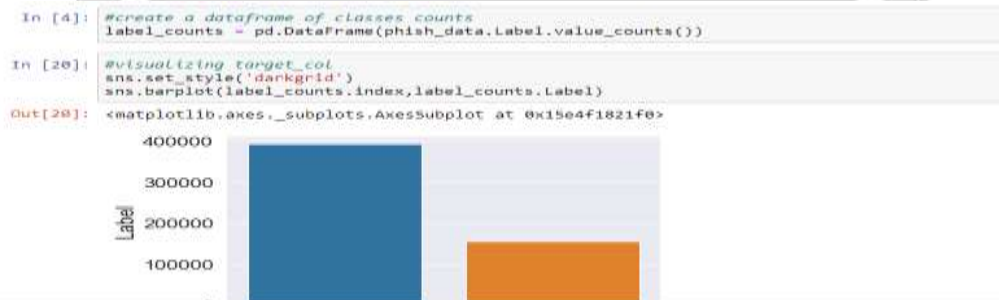 In [4]: #create a dataframe of classes counts
label_counts = pd.DataFrame(phish_data.Label.value_counts())
In [20]: #visualizing target_col
sns.set_style('darkgrid')
sns.barplot(label_counts.index,label_counts.Label)
Out[20]: <matplotlib.axes._subplots.AxesSubplot at 0x15e4f1821f0>
400000
300000
Label
200000
100000